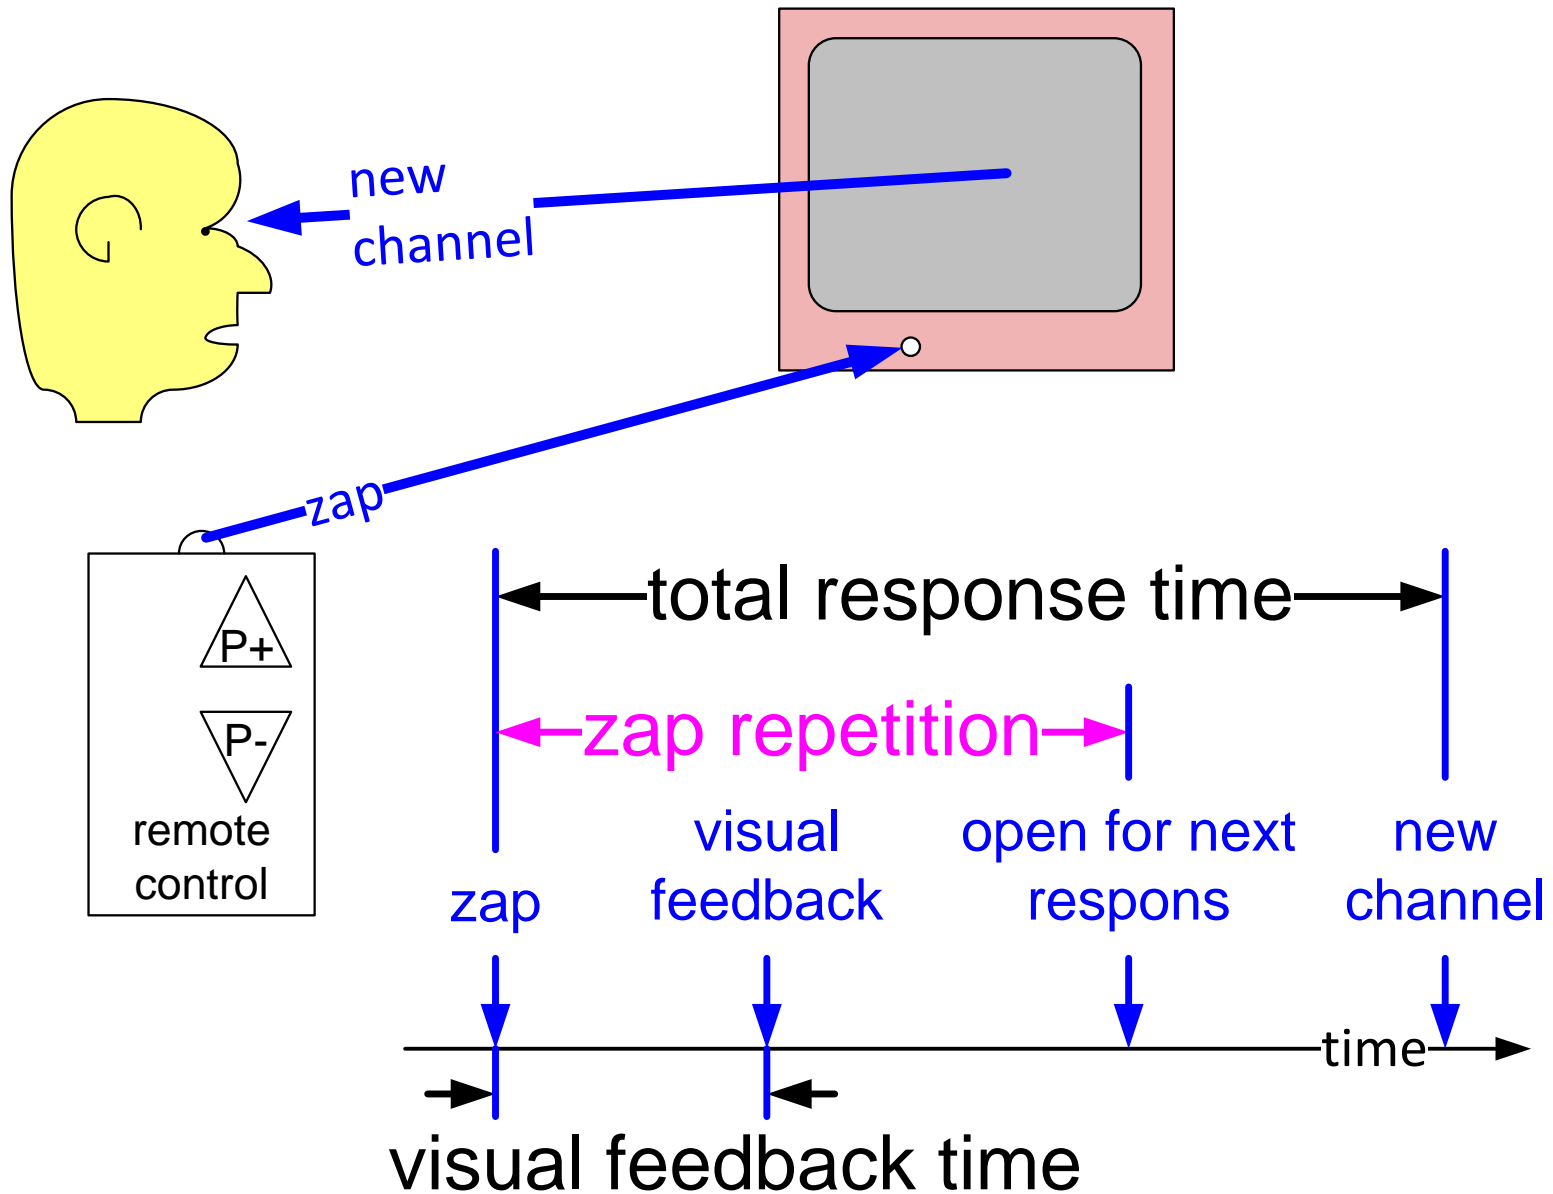 new
channel
zap
total response time
P+
zap repetition
P-
remote
control
visual
feedback
open for next
respons
new
channel
zap
time
visual feedback time